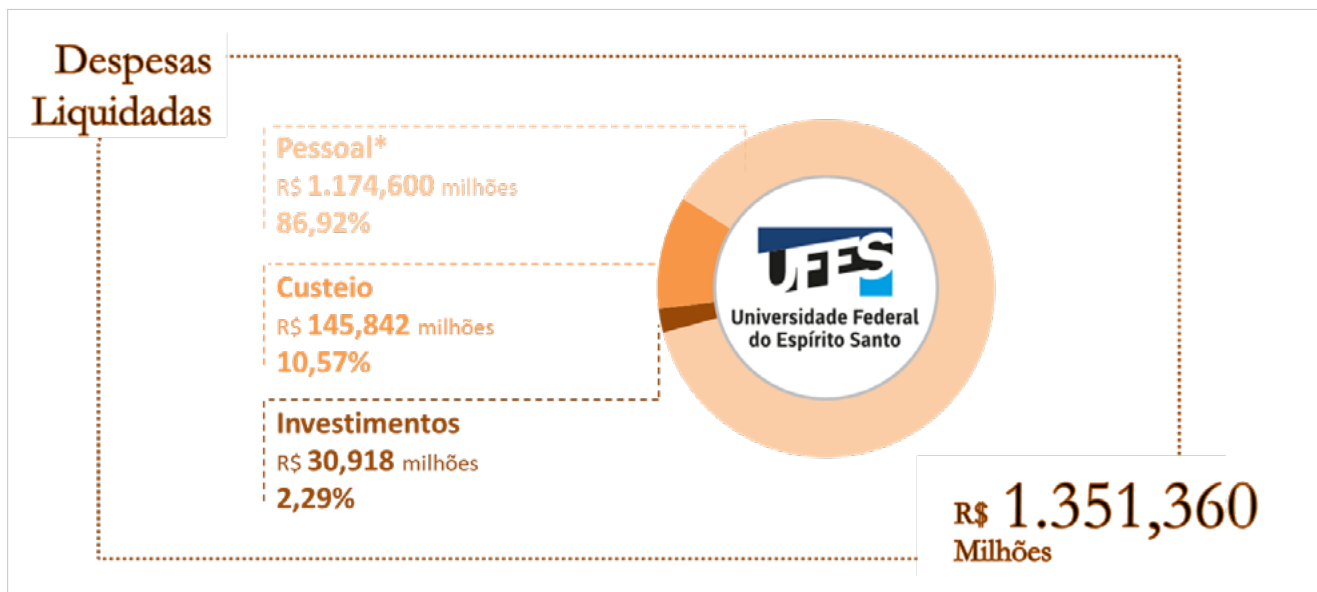 Despesas
Liquidadas
Pessoal*
R$ 1.174,600 milhões
86,92%
Custeio
R$ 145,842 milhões
10,57%
Investimentos
R$ 30,918 milhões
2,29%
UFES
Universidade Federal
do Espírito Santo
R$ 1.351,360
Milhões